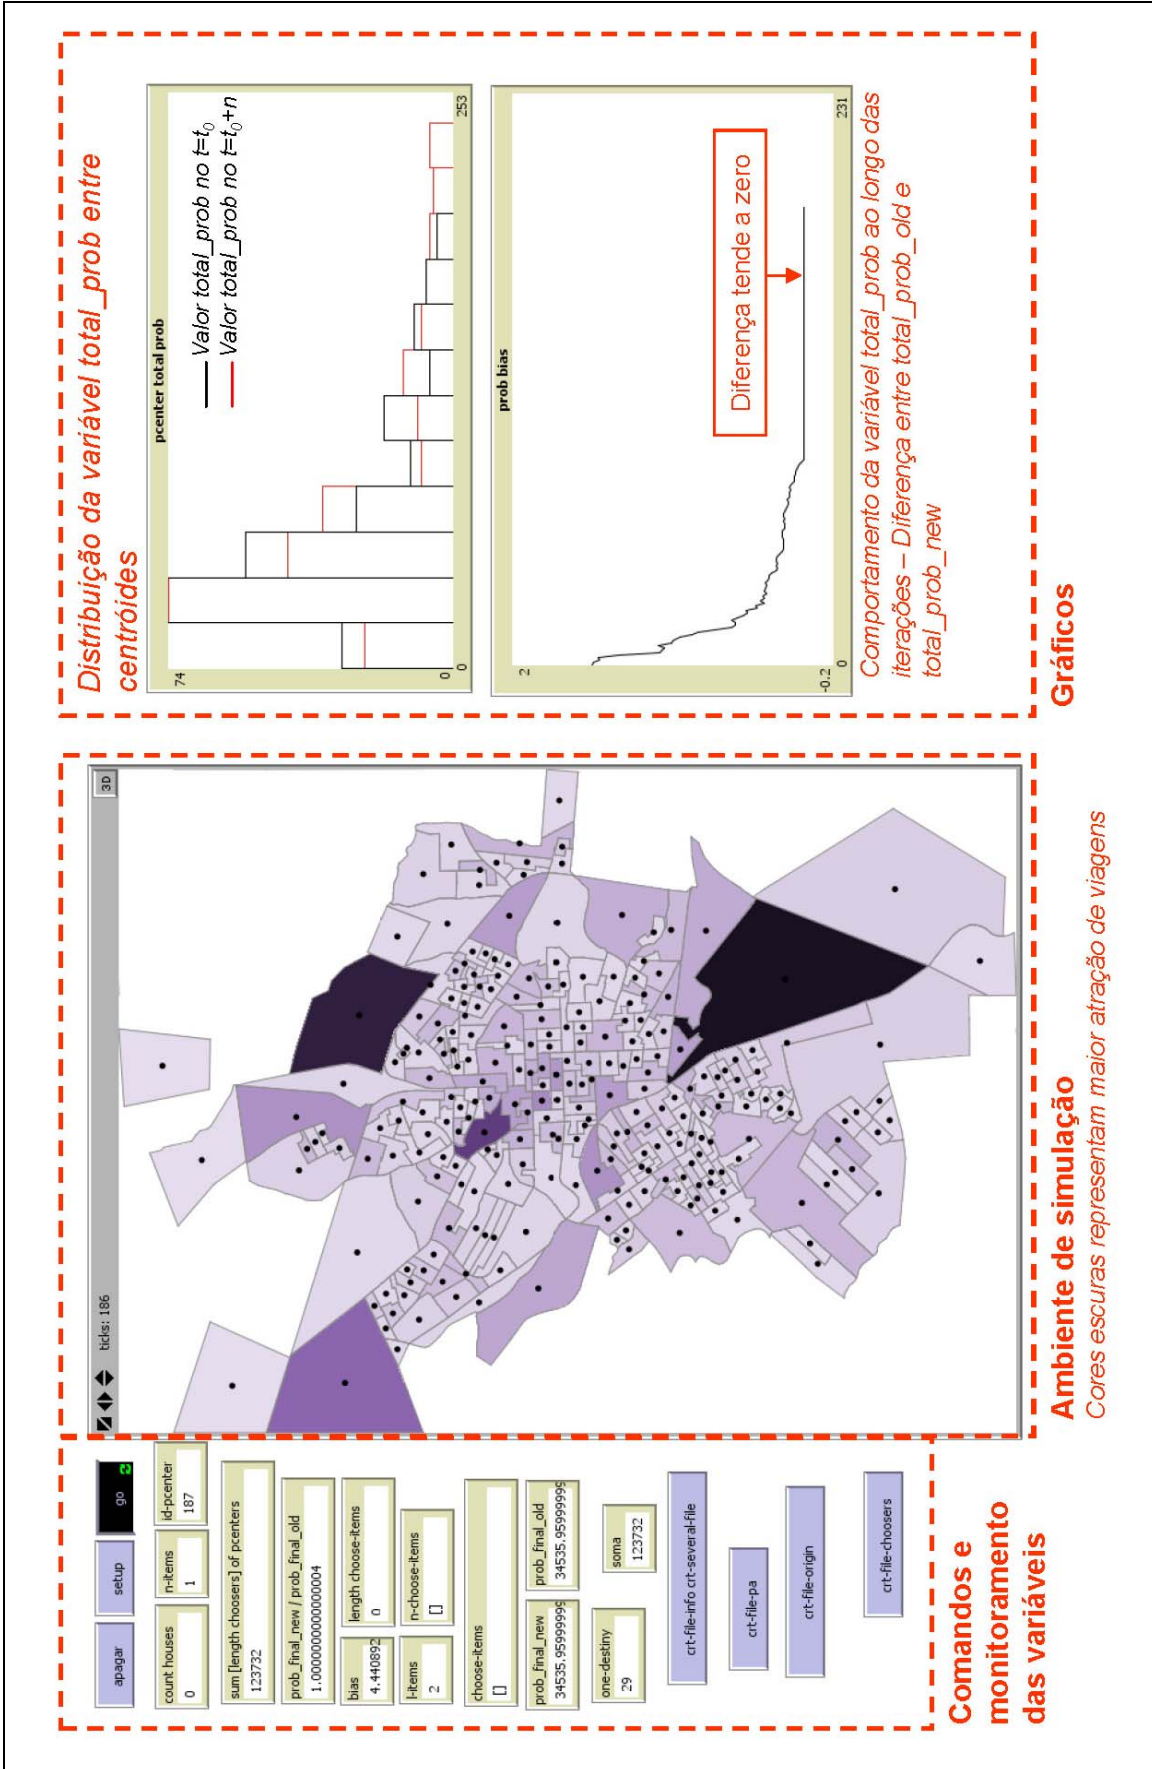 apagar
setup
go
count houses
0
n-items
1
id-pcenter
187
sum [length choosers] of pcenters
123732
prob_final_new / prob_final_old
1.0000000000000004
bias
4.440892
length choose-items
0
l-items
2
n-choose-items
[]
choose-items
[]
prob_final_new
34535.95999999
prob_final_old
34535.95999999
one-destiny
29
soma
123732
crt-file-info crt-several-file
crt-file-pa
crt-file-origin
crt-file-choosers
Comandos e
monitoramento
das variáveis
ticks: 186
3D
Ambiente de simulação
Cores escuras representam maior atração de viagens
Distribuição da variável total_prob entre
centróides
pcenter total prob
74
0
0
253
Valor total_prob no t=t0
Valor total_prob no t=t0+n
prob bias
2
-0.2
0
231
Diferença tende a zero
Comportamento da variável total_prob ao longo das
iterações – Diferença entre total_prob_old e
total_prob_new
Gráficos